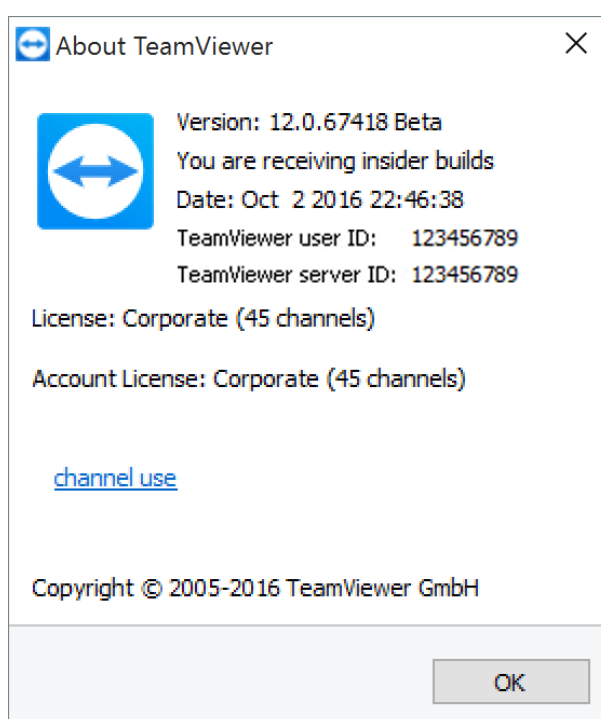 About TeamViewer
Version: 12.0.67418 Beta
You are receiving insider builds
Date: Oct  2 2016 22:46:38
TeamViewer user ID: 123456789
TeamViewer server ID: 123456789
License: Corporate (45 channels)
Account License: Corporate (45 channels)
channel use
Copyright © 2005-2016 TeamViewer GmbH
OK